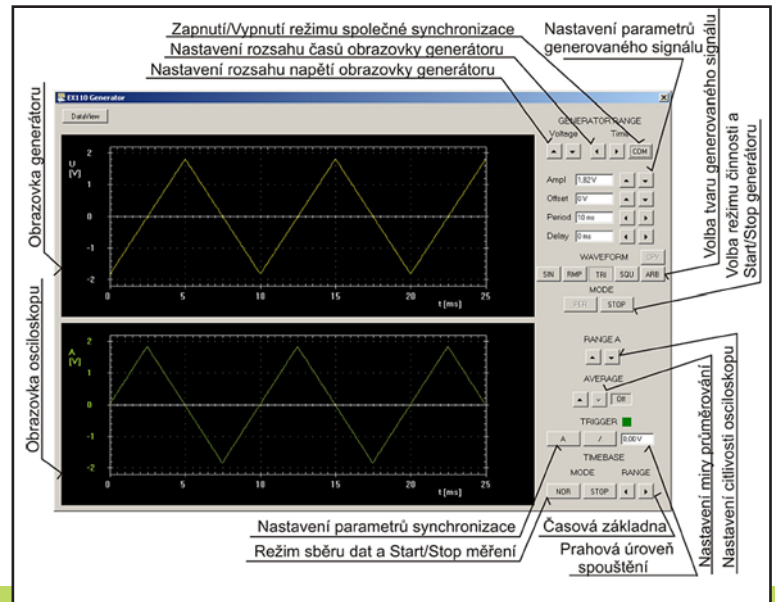 Zapnutí/Vypnutí režimu společné synchronizace
Nastavení rozsahu časů obrazovky generátoru
Nastavení rozsahu napětí obrazovky generátoru
Nastavení parametrů
generovaného signálu
Obrazovka generátoru
Obrazovka osciloskopu
EX110 Generator
DataView
U
[V]
2
1
0
-1
-2
0
5
10
15
20
25
t [ms]
A
[V]
2
1
0
-1
-2
0
5
10
15
20
25
t [ms]
GENERATOR RANGE
Voltage
Time
COM
Ampl
1.82 V
Offset
0 V
Period
10 ms
Delay
0 ms
WAVEFORM
CPY
SIN
RMP
TRI
SQU
ARB
MODE
PER
STOP
RANGE A
AVERAGE
Off
TRIGGER
A
/
0.00 V
TIMEBASE
MODE
RANGE
NOR
STOP
Volba tvaru generovaného signálu
Volba režimu činnosti a
Start/Stop generátoru
Nastavení míry průměrování
Nastavení citlivosti osciloskopu
Nastavení parametrů synchronizace
Režim sběru dat a Start/Stop měření
Časová základna
Prahová úroveň
spouštění